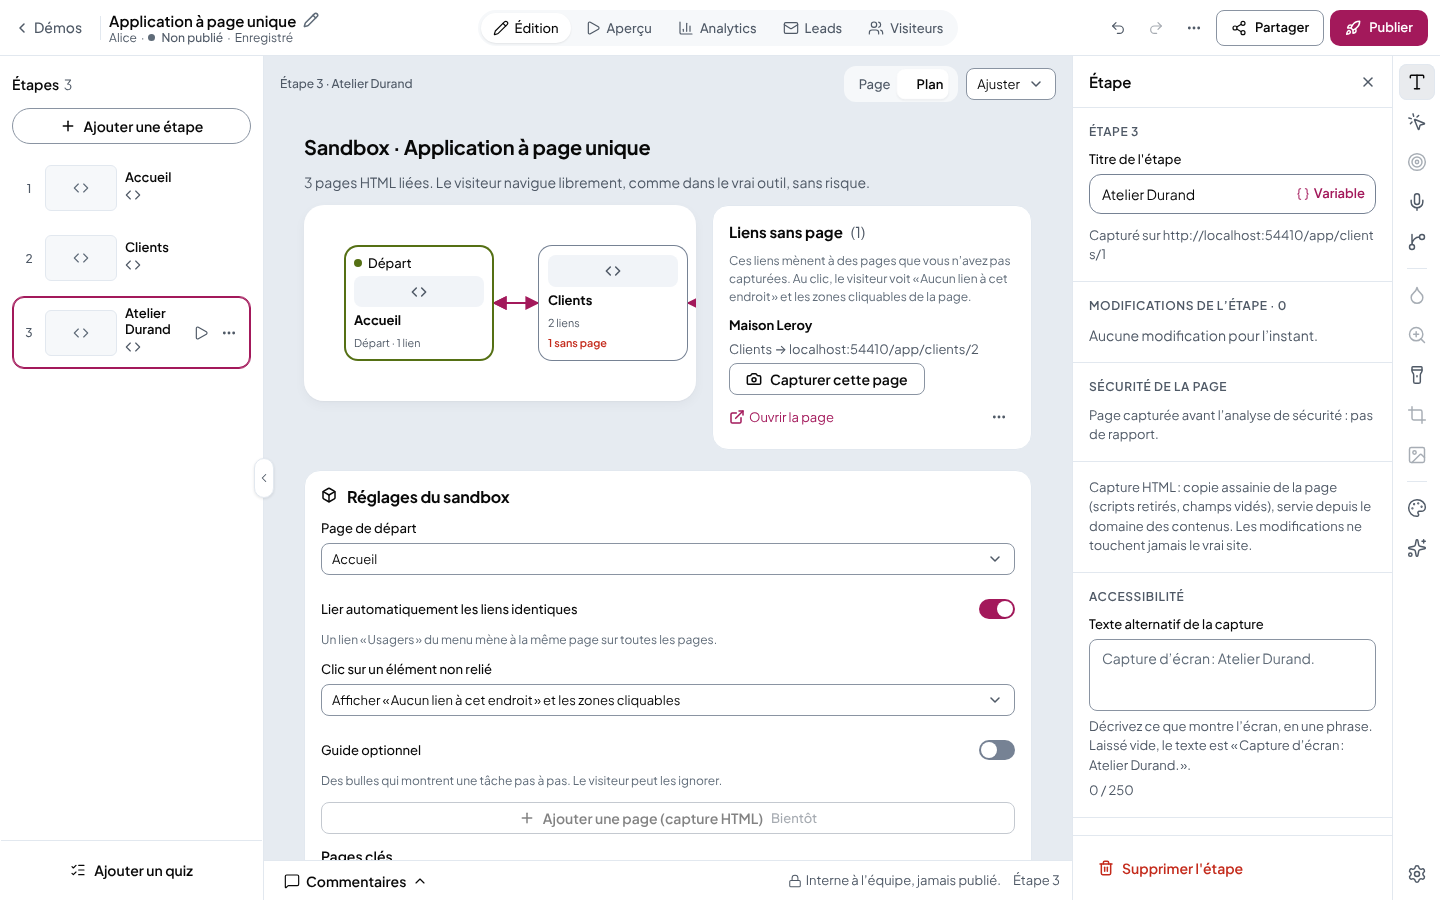 Démos
Application à page unique
Alice · Non publié · Enregistré
Édition
Aperçu
Analytics
Leads
Visiteurs
Partager
Publier
Étapes 3
Ajouter une étape
1
Accueil
2
Clients
3
Atelier
Durand
Ajouter un quiz
Étape 3 · Atelier Durand
Page
Plan
Ajuster
Sandbox · Application à page unique
3 pages HTML liées. Le visiteur navigue librement, comme dans le vrai outil, sans risque.
Départ
Accueil
Départ · 1 lien
Clients
2 liens
1 sans page
Liens sans page (1)
Ces liens mènent à des pages que vous n'avez pas
capturées. Au clic, le visiteur voit « Aucun lien à cet
endroit » et les zones cliquables de la page.
Maison Leroy
Clients → localhost:54410/app/clients/2
Capturer cette page
Ouvrir la page
Réglages du sandbox
Page de départ
Accueil
Lier automatiquement les liens identiques
Un lien « Usagers » du menu mène à la même page sur toutes les pages.
Clic sur un élément non relié
Afficher « Aucun lien à cet endroit » et les zones cliquables
Guide optionnel
Des bulles qui montrent une tâche pas à pas. Le visiteur peut les ignorer.
Ajouter une page (capture HTML) Bientôt
Pages clés
Commentaires
Interne à l'équipe, jamais publié. Étape 3
Étape
ÉTAPE 3
Titre de l'étape
Atelier Durand
{ } Variable
Capturé sur http://localhost:54410/app/client
s/1
MODIFICATIONS DE L'ÉTAPE · 0
Aucune modification pour l'instant.
SÉCURITÉ DE LA PAGE
Page capturée avant l'analyse de sécurité : pas
de rapport.
Capture HTML : copie assainie de la page
(scripts retirés, champs vidés), servie depuis le
domaine des contenus. Les modifications ne
touchent jamais le vrai site.
ACCESSIBILITÉ
Texte alternatif de la capture
Capture d'écran : Atelier Durand.
Décrivez ce que montre l'écran, en une phrase.
Laissé vide, le texte est « Capture d'écran :
Atelier Durand. ».
0 / 250
Supprimer l'étape